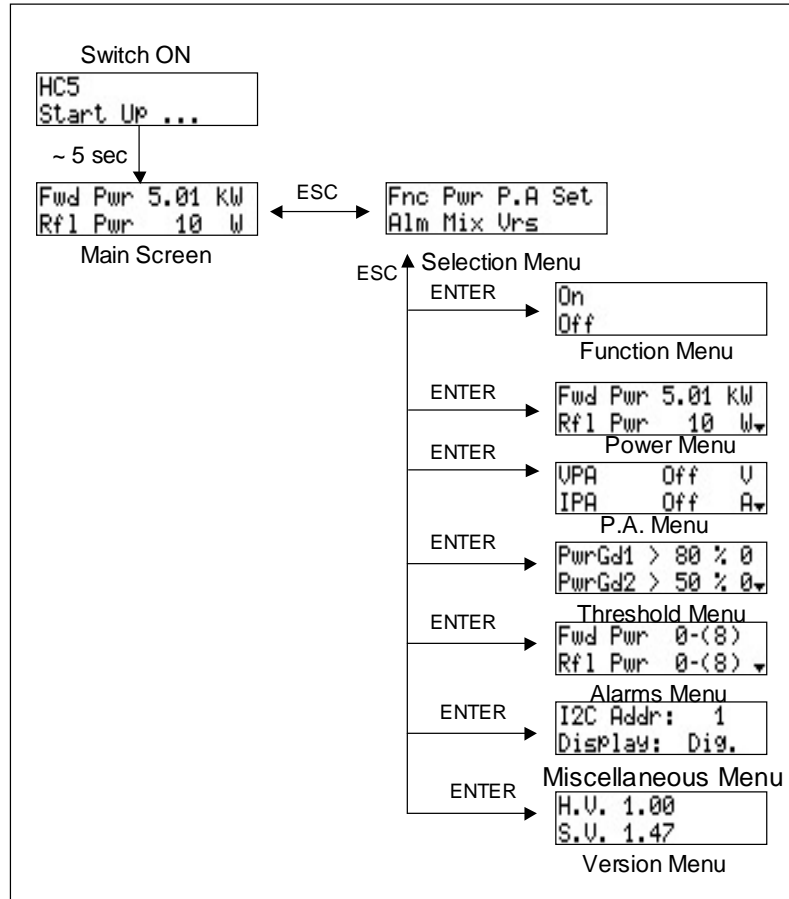 Switch ON
HC5
Start Up ...
~ 5 sec
Fwd Pwr 5.01 KW
Rfl Pwr 10 W
Main Screen
ESC
Fnc Pwr P.A Set
Alm Mix Vrs
Selection Menu
ESC
ENTER
On
Off
Function Menu
ENTER
Fwd Pwr 5.01 KW
Rfl Pwr 10 W
Power Menu
ENTER
VPA Off V
IPA Off A
P.A. Menu
ENTER
PwrGd1 > 80 % 0
PwrGd2 > 50 % 0
Threshold Menu
ENTER
Fwd Pwr 0-(8)
Rfl Pwr 0-(8)
Alarms Menu
ENTER
I2C Addr: 1
Display: Dig.
Miscellaneous Menu
ENTER
H.V. 1.00
S.V. 1.47
Version Menu